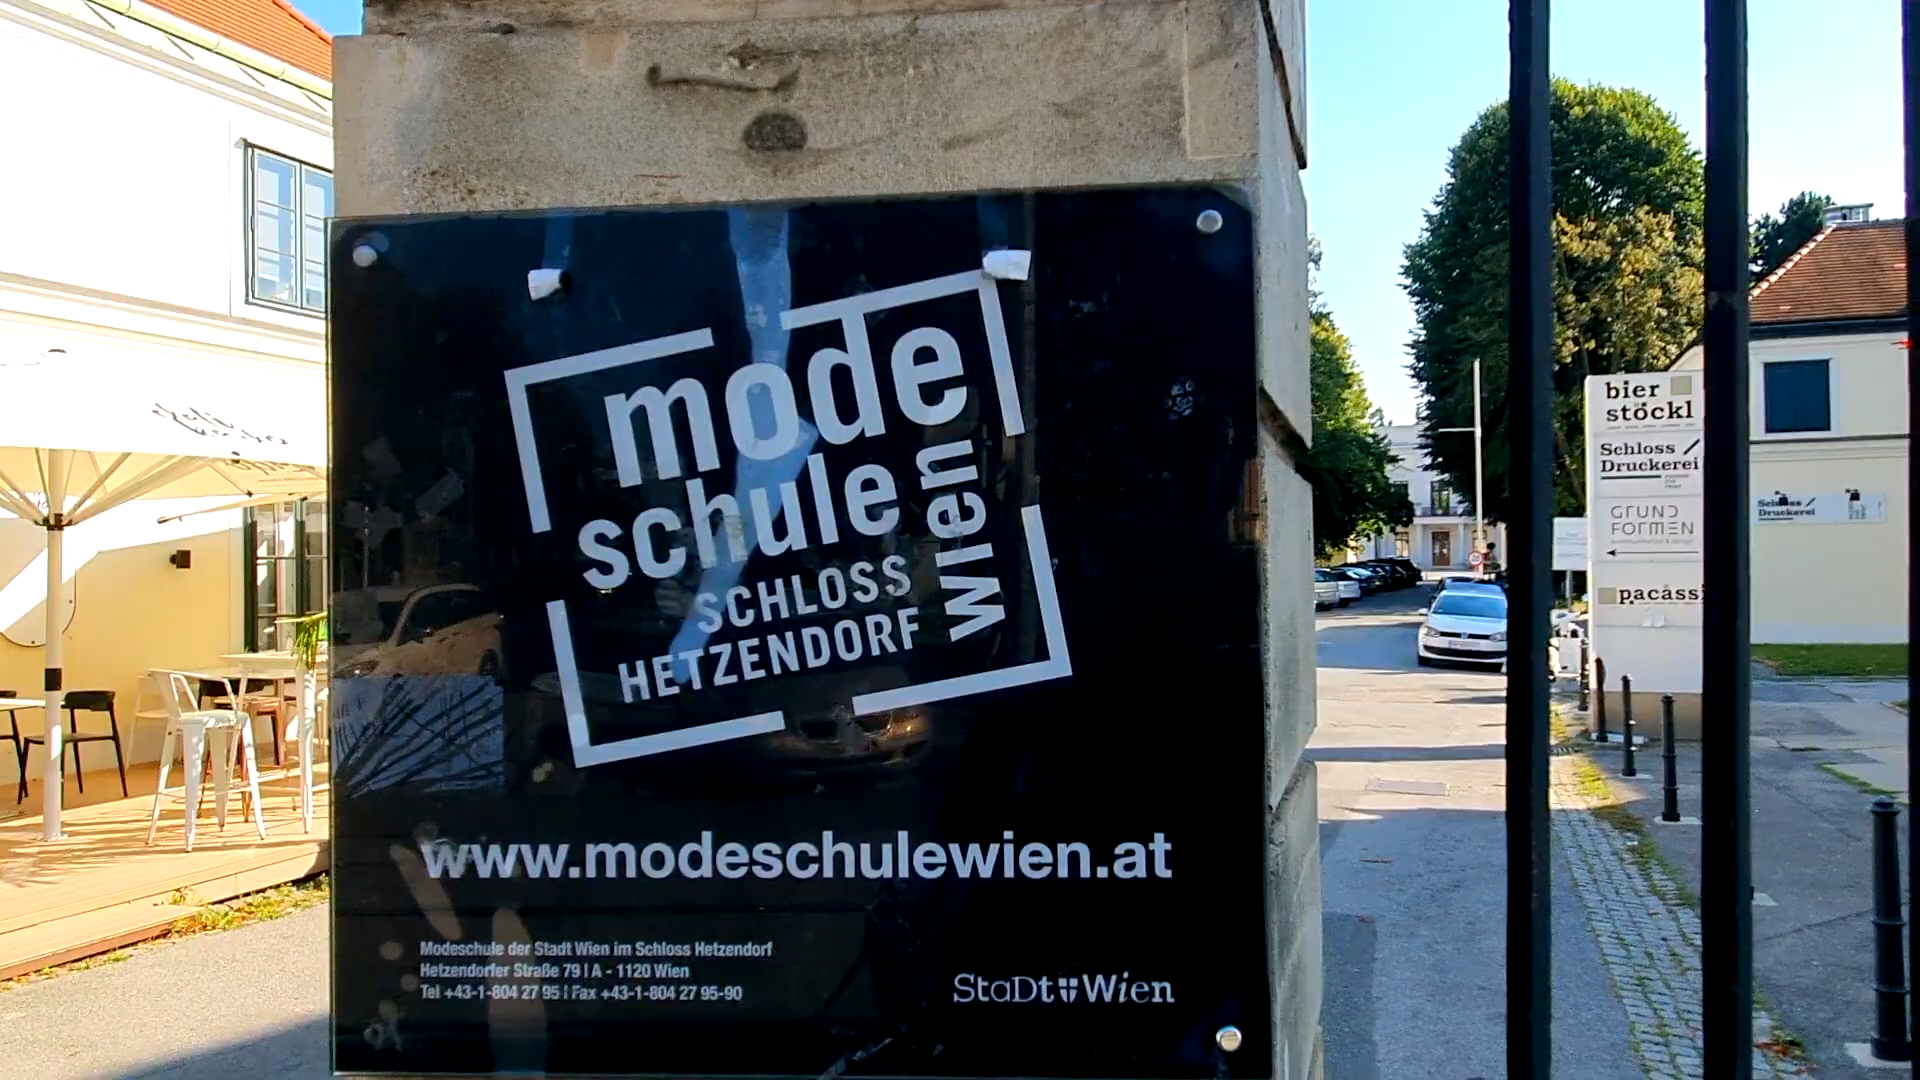 mode
schule
wien
SCHLOSS
HETZENDORF
www.modeschulewien.at
Modeschule der Stadt Wien im Schloss Hetzendorf
Hetzendorfer Straße 79 | A - 1120 Wien
Tel +43-1-804 27 95 | Fax +43-1-804 27 95-90
StaDt Wien
bier
stöckl
Schloss /
Druckerei
GrUND
FOrmEN
pacassi
Schloss /
Druckerei